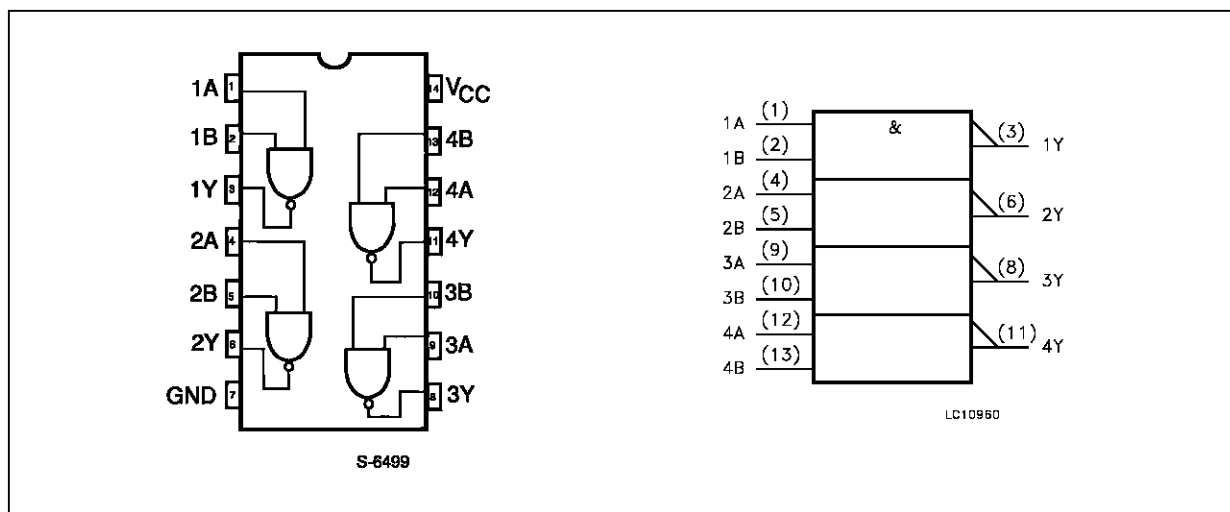 1A 1 14 VCC
1B 2 13 4B
1Y 3 12 4A
2A 4 11 4Y
2B 5 10 3B
2Y 6 9 3A
GND 7 8 3Y
S-6499
&
1A (1)
1B (2)
(3) 1Y
2A (4)
2B (5)
(6) 2Y
3A (9)
3B (10)
(8) 3Y
4A (12)
4B (13)
(11) 4Y
LC10960